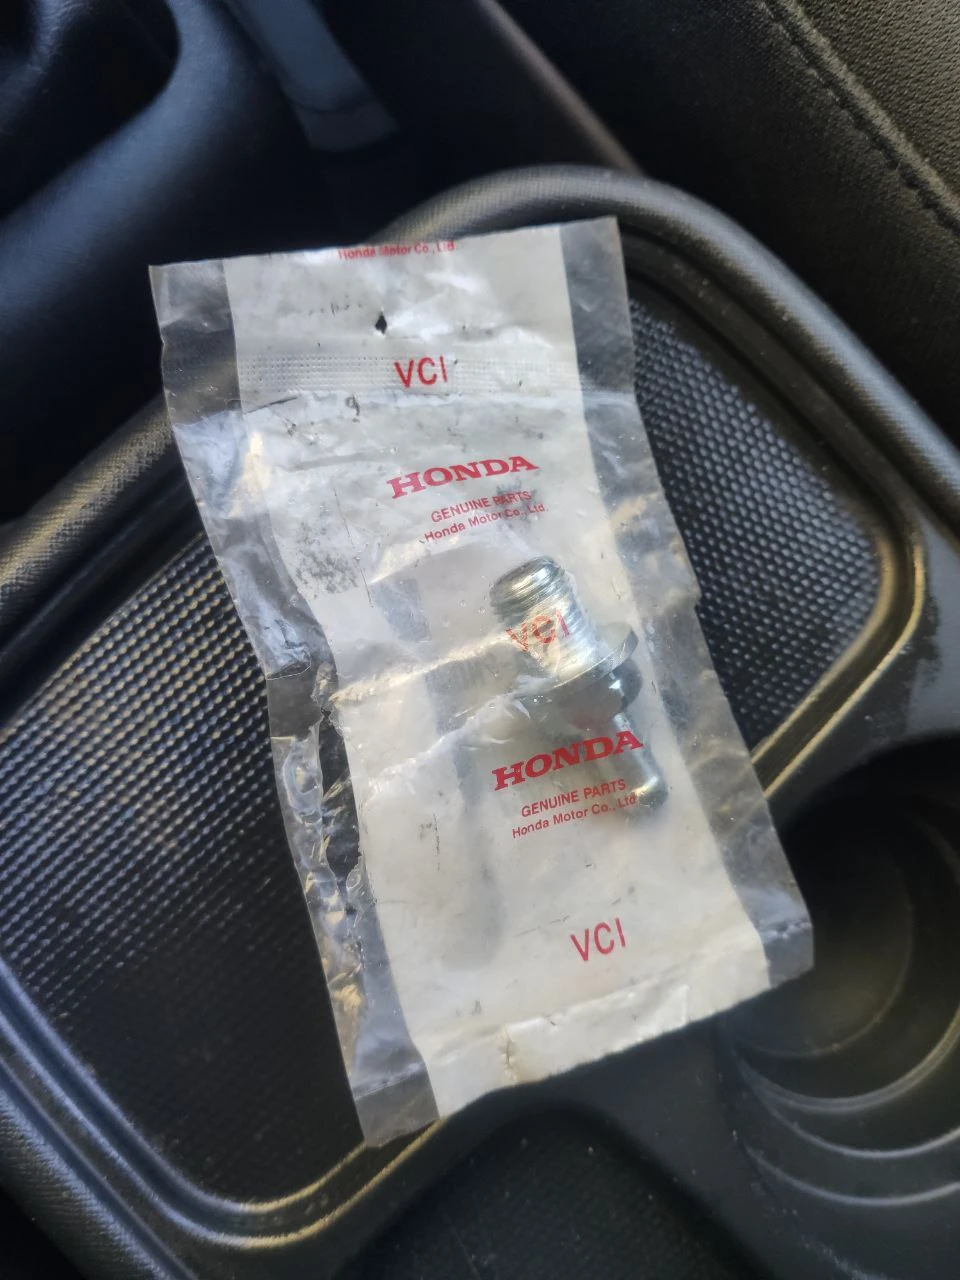 Honda Motor Co., Ltd.
VCI
HONDA
GENUINE PARTS
Honda Motor Co., Ltd.
VCI
HONDA
GENUINE PARTS
Honda Motor Co., Ltd.
VCI